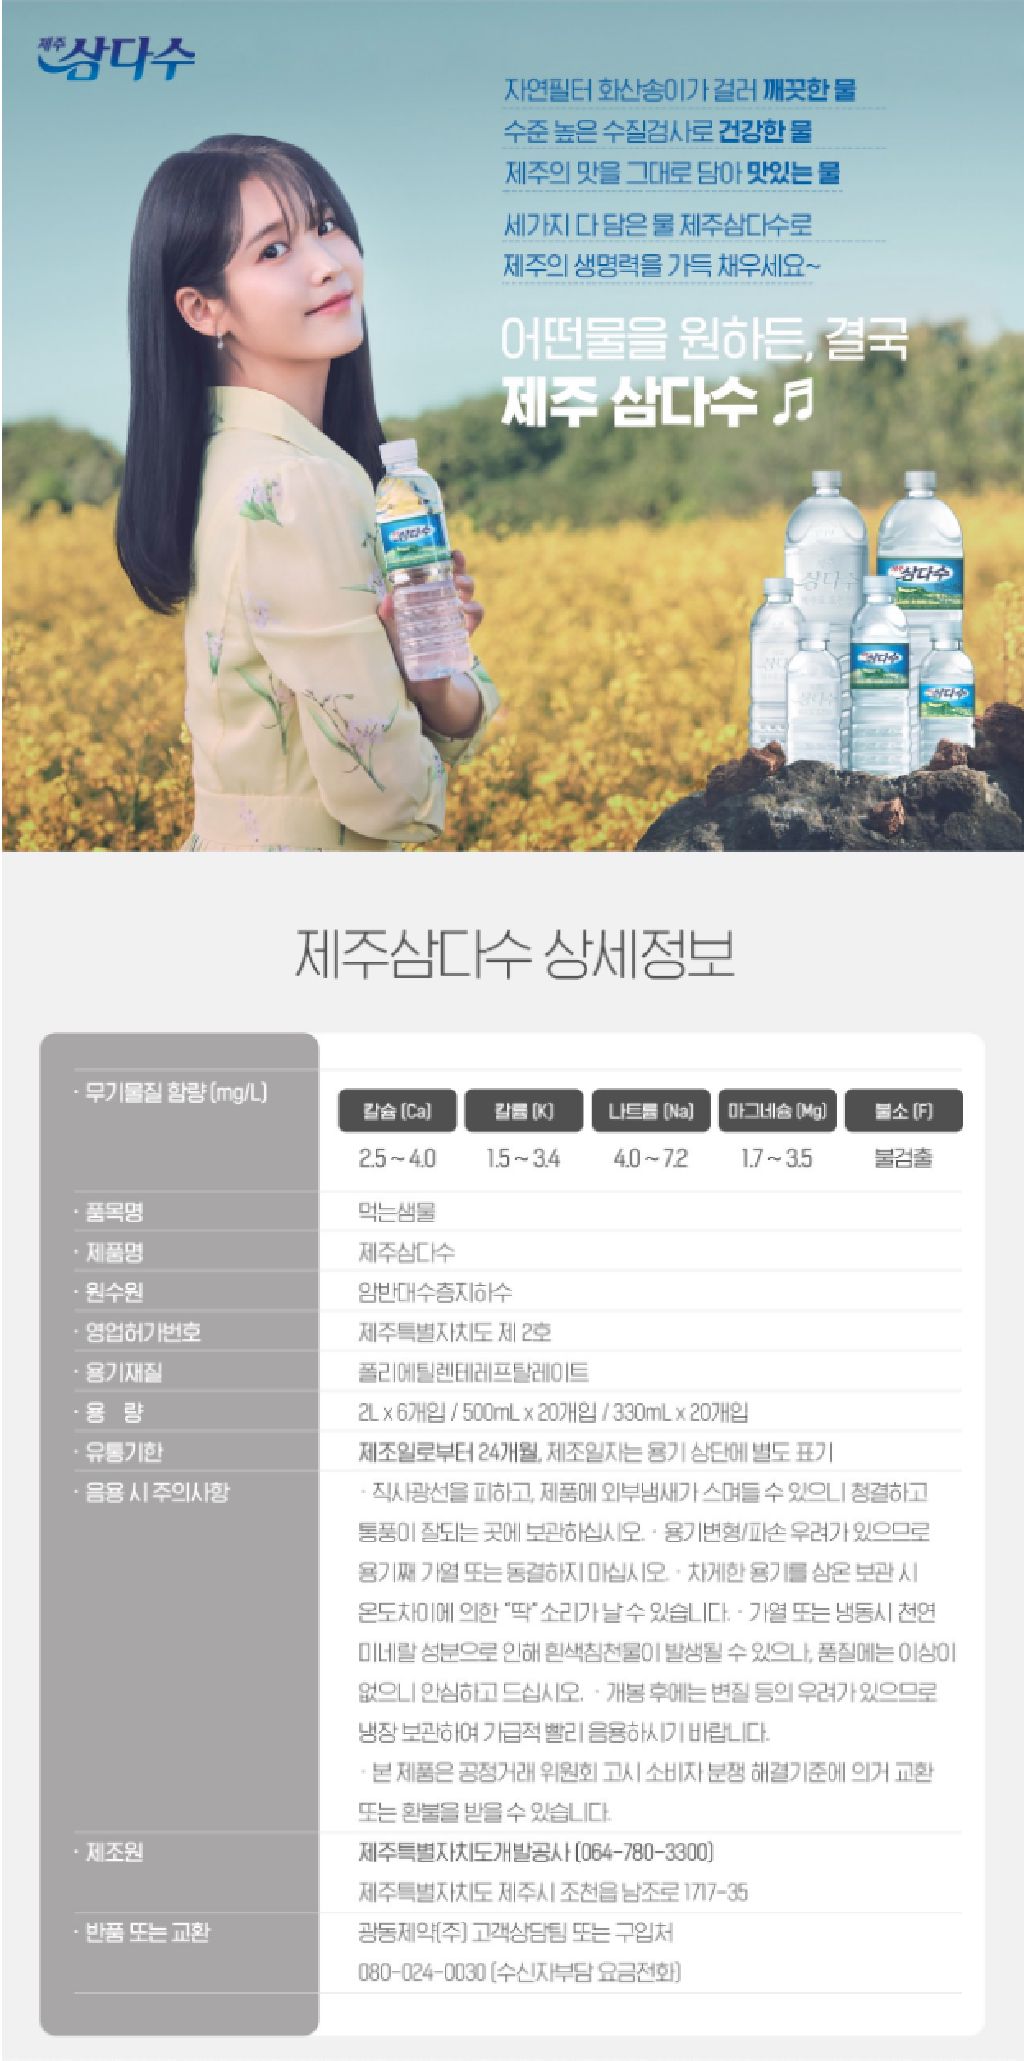 제주
삼다수
자연필터 화산송이가 걸러 깨끗한 물
수준 높은 수질검사로 건강한 물
제주의 맛을 그대로 담아 맛있는 물
세가지 다 담은 물 제주삼다수로
제주의 생명력을 가득 채우세요~
어떤물을 원하든, 결국
제주 삼다수 ♫
삼다수
삼다수
삼다수
삼다수
삼다수
삼다수
제주삼다수 상세정보
· 무기물질 함량 (mg/L)
칼슘 (Ca) 칼륨 (K) 나트륨 (Na) 마그네슘 (Mg) 불소 (F)
2.5 ~ 4.0 1.5 ~ 3.4 4.0 ~ 7.2 1.7 ~ 3.5 불검출
· 품목명 먹는샘물
· 제품명 제주삼다수
· 원수원 암반대수층지하수
· 영업허가번호 제주특별자치도 제 2호
· 용기재질 폴리에틸렌테레프탈레이트
· 용 량 2L x 6개입 / 500mL x 20개입 / 330mL x 20개입
· 유통기한 제조일로부터 24개월, 제조일자는 용기 상단에 별도 표기
· 음용 시 주의사항 · 직사광선을 피하고, 제품에 외부냄새가 스며들 수 있으니 청결하고
통풍이 잘되는 곳에 보관하십시오. · 용기변형/파손 우려가 있으므로
용기째 가열 또는 동결하지 마십시오. · 차게한 용기를 상온 보관 시
온도차이에 의한 "딱" 소리가 날 수 있습니다. · 가열 또는 냉동시 천연
미네랄 성분으로 인해 흰색침천물이 발생될 수 있으나, 품질에는 이상이
없으니 안심하고 드십시오. · 개봉 후에는 변질 등의 우려가 있으므로
냉장 보관하여 가급적 빨리 음용하시기 바랍니다.
· 본 제품은 공정거래 위원회 고시 소비자 분쟁 해결기준에 의거 교환
또는 환불을 받을 수 있습니다.
· 제조원 제주특별자치도개발공사 (064-780-3300)
제주특별자치도 제주시 조천읍 남조로 1717-35
· 반품 또는 교환 광동제약(주) 고객상담팀 또는 구입처
080-024-0030 (수신자부담 요금전화)